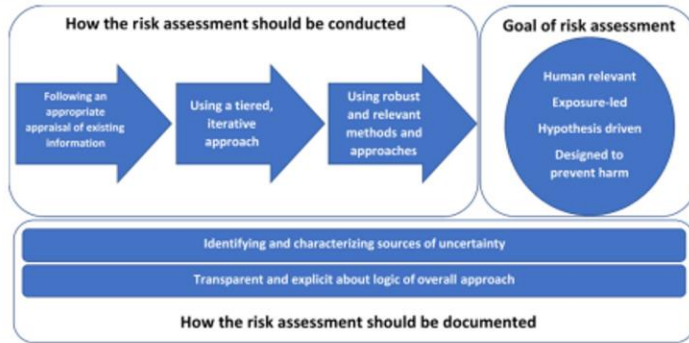 How the risk assessment should be conducted
Following an
appropriate
appraisal of existing
information
Using a tiered,
iterative
approach
Using robust
and relevant
methods and
approaches
Goal of risk assessment
Human relevant
Exposure-led
Hypothesis driven
Designed to
prevent harm
Identifying and characterizing sources of uncertainty
Transparent and explicit about logic of overall approach
How the risk assessment should be documented